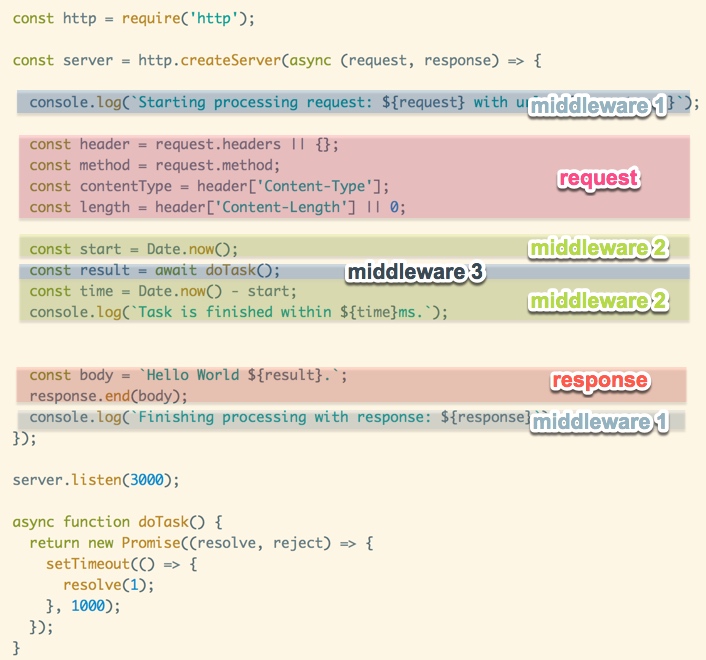 const http = require('http');
const server = http.createServer(async (request, response) => {
console.log(`Starting processing request: ${request} with }`);
middleware 1
const header = request.headers || {};
const method = request.method;
const contentType = header['Content-Type'];
const length = header['Content-Length'] || 0;
request
const start = Date.now();
middleware 2
const result = await doTask();
middleware 3
const time = Date.now() - start;
middleware 2
console.log(`Task is finished within ${time}ms.`);
const body = `Hello World ${result}.`;
response
response.end(body);
console.log(`Finishing processing with response: ${response}`
middleware 1
});
server.listen(3000);
async function doTask() {
return new Promise((resolve, reject) => {
setTimeout(() => {
resolve(1);
}, 1000);
});
}